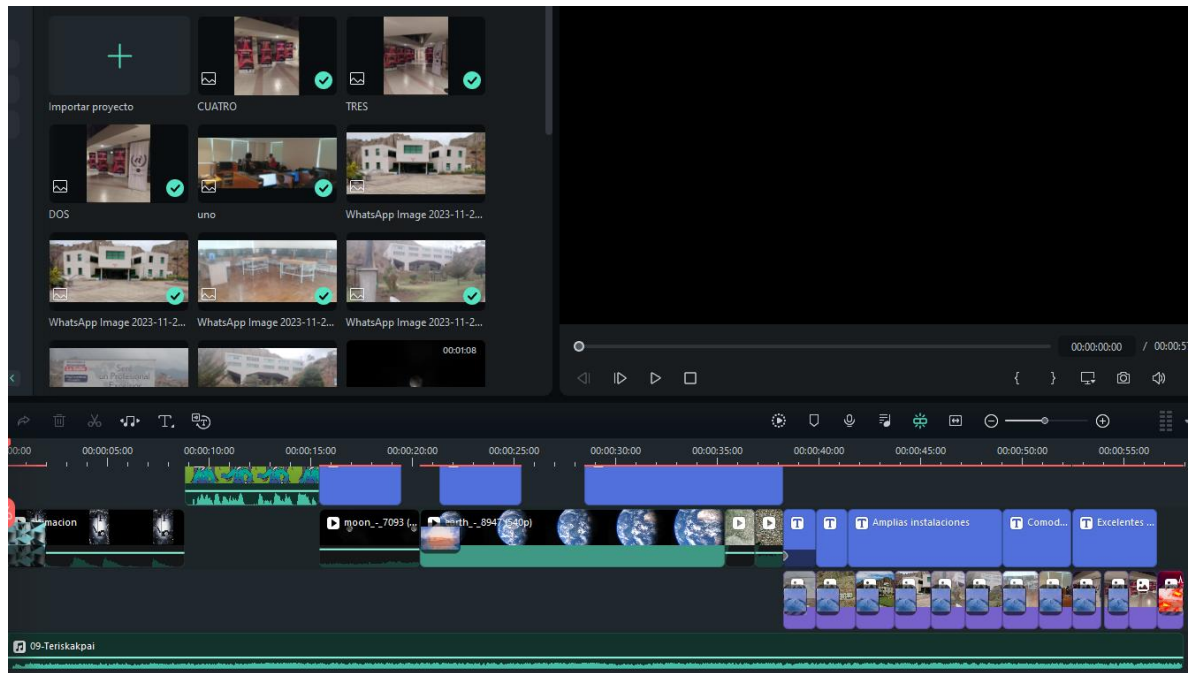 Importar proyecto
CUATRO
TRES
DOS
uno
WhatsApp Image 2023-11-2...
WhatsApp Image 2023-11-2...
WhatsApp Image 2023-11-2...
WhatsApp Image 2023-11-2...
00:01:08
00:00:00:00 / 00:00:5
00:00 00:00:05:00 00:00:10:00 00:00:15:00 00:00:20:00 00:00:25:00 00:00:30:00 00:00:35:00 00:00:40:00 00:00:45:00 00:00:50:00 00:00:55:00
macion
moon_-_7093 (...
earth_-_8947 (540p)
T
T
T Amplias instalaciones
T Comod...
T Excelentes ...
09-Teriskakpai